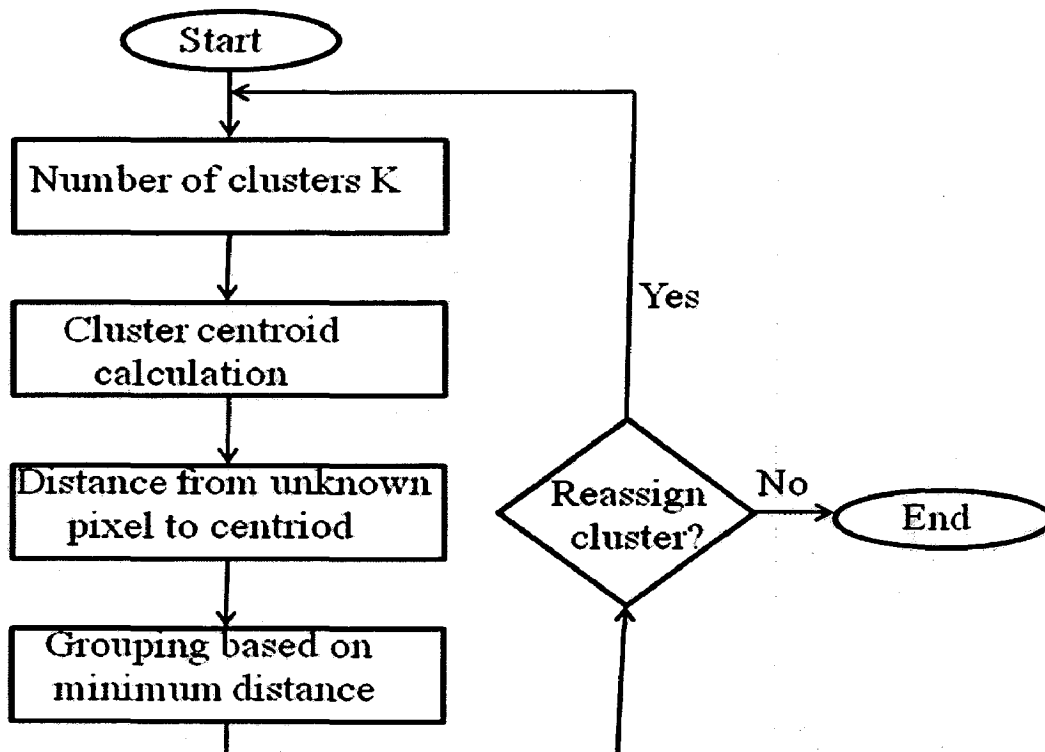 Start
Number of clusters K
Cluster centroid
calculation
Distance from unknown
pixel to centriod
Grouping based on
minimum distance
Yes
Reassign
cluster?
No
End